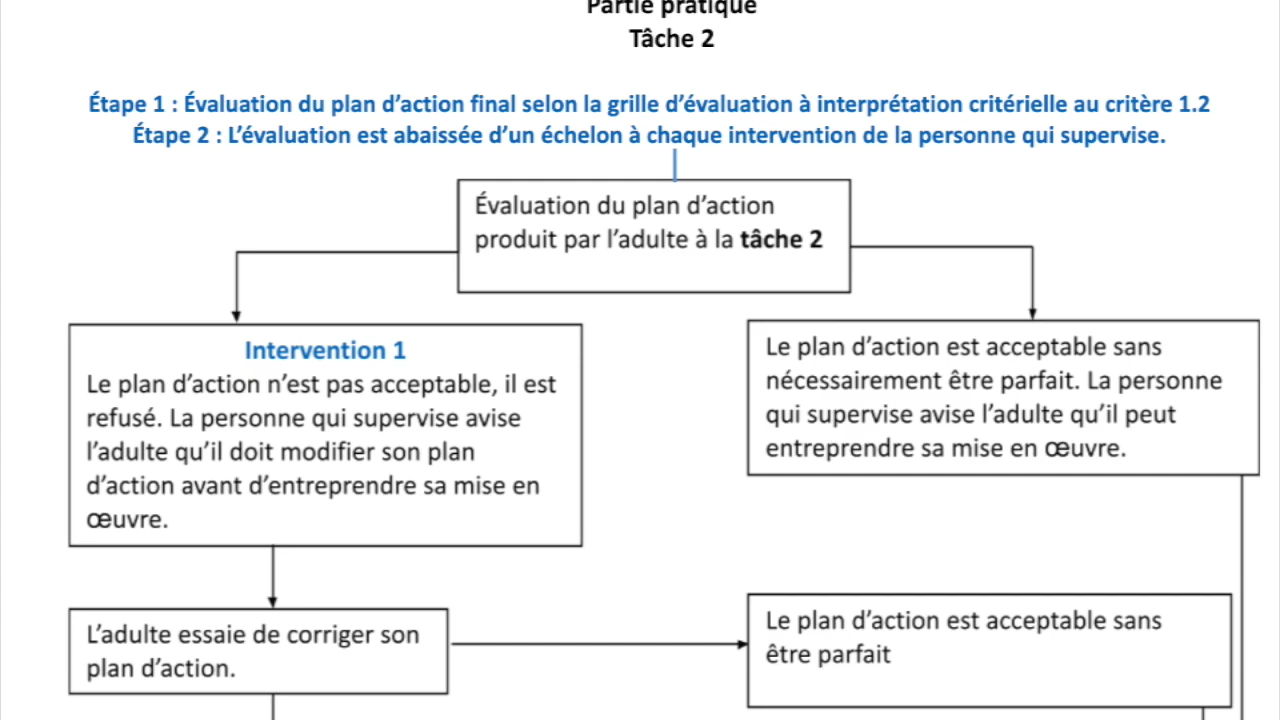 Partie pratique
Tâche 2
Étape 1 : Évaluation du plan d’action final selon la grille d’évaluation à interprétation critérielle au critère 1.2
Étape 2 : L’évaluation est abaissée d’un échelon à chaque intervention de la personne qui supervise.
Évaluation du plan d’action
produit par l’adulte à la tâche 2
Intervention 1
Le plan d’action n’est pas acceptable, il est
refusé. La personne qui supervise avise
l’adulte qu’il doit modifier son plan
d’action avant d’entreprendre sa mise en
œuvre.
Le plan d’action est acceptable sans
nécessairement être parfait. La personne
qui supervise avise l’adulte qu’il peut
entreprendre sa mise en œuvre.
L’adulte essaie de corriger son
plan d’action.
Le plan d’action est acceptable sans
être parfait